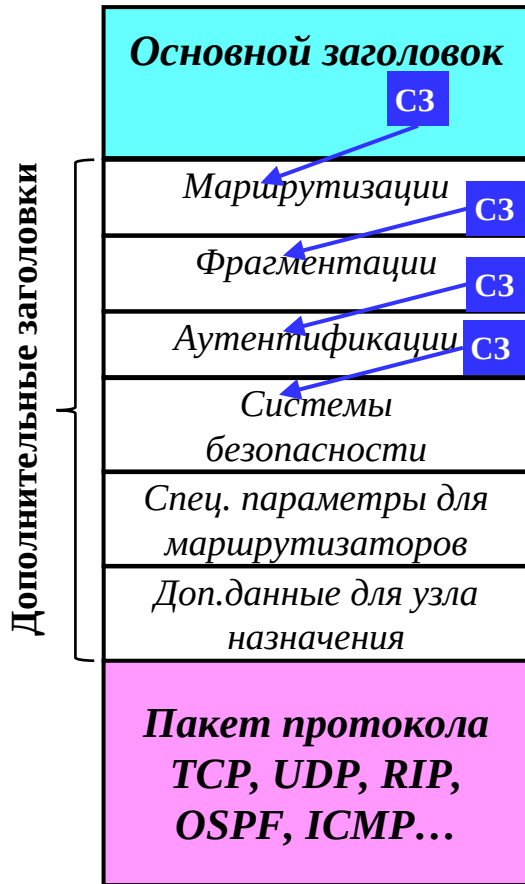 Основной заголовок
СЗ
Маршрутизации
СЗ
Фрагментации
СЗ
Аутентификации
СЗ
Системы
безопасности
Спец. параметры для
маршрутизаторов
Доп.данные для узла
назначения
Дополнительные заголовки
Пакет протокола
TCP, UDP, RIP,
OSPF, ICMP...